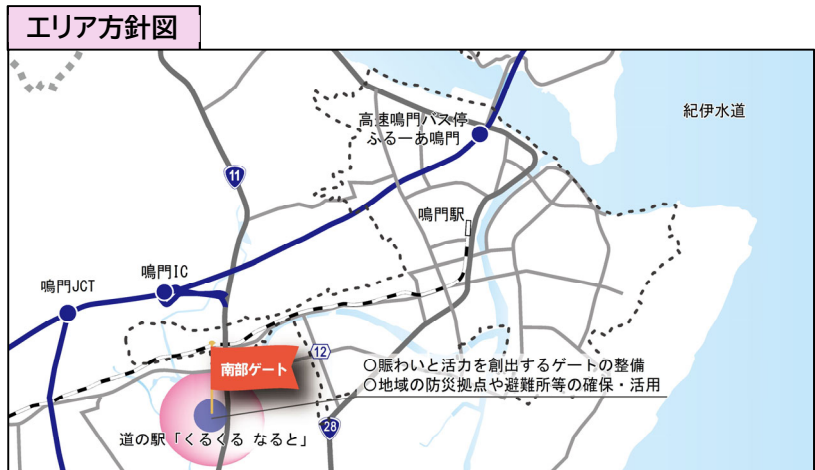 エリア方針図
紀伊水道
高速鳴門バス停
ふるーあ鳴門
11
鳴門駅
鳴門IC
鳴門JCT
12
南部ゲート
○賑わいと活力を創出するゲートの整備
○地域の防災拠点や避難所等の確保・活用
28
道の駅「くるくる なると」